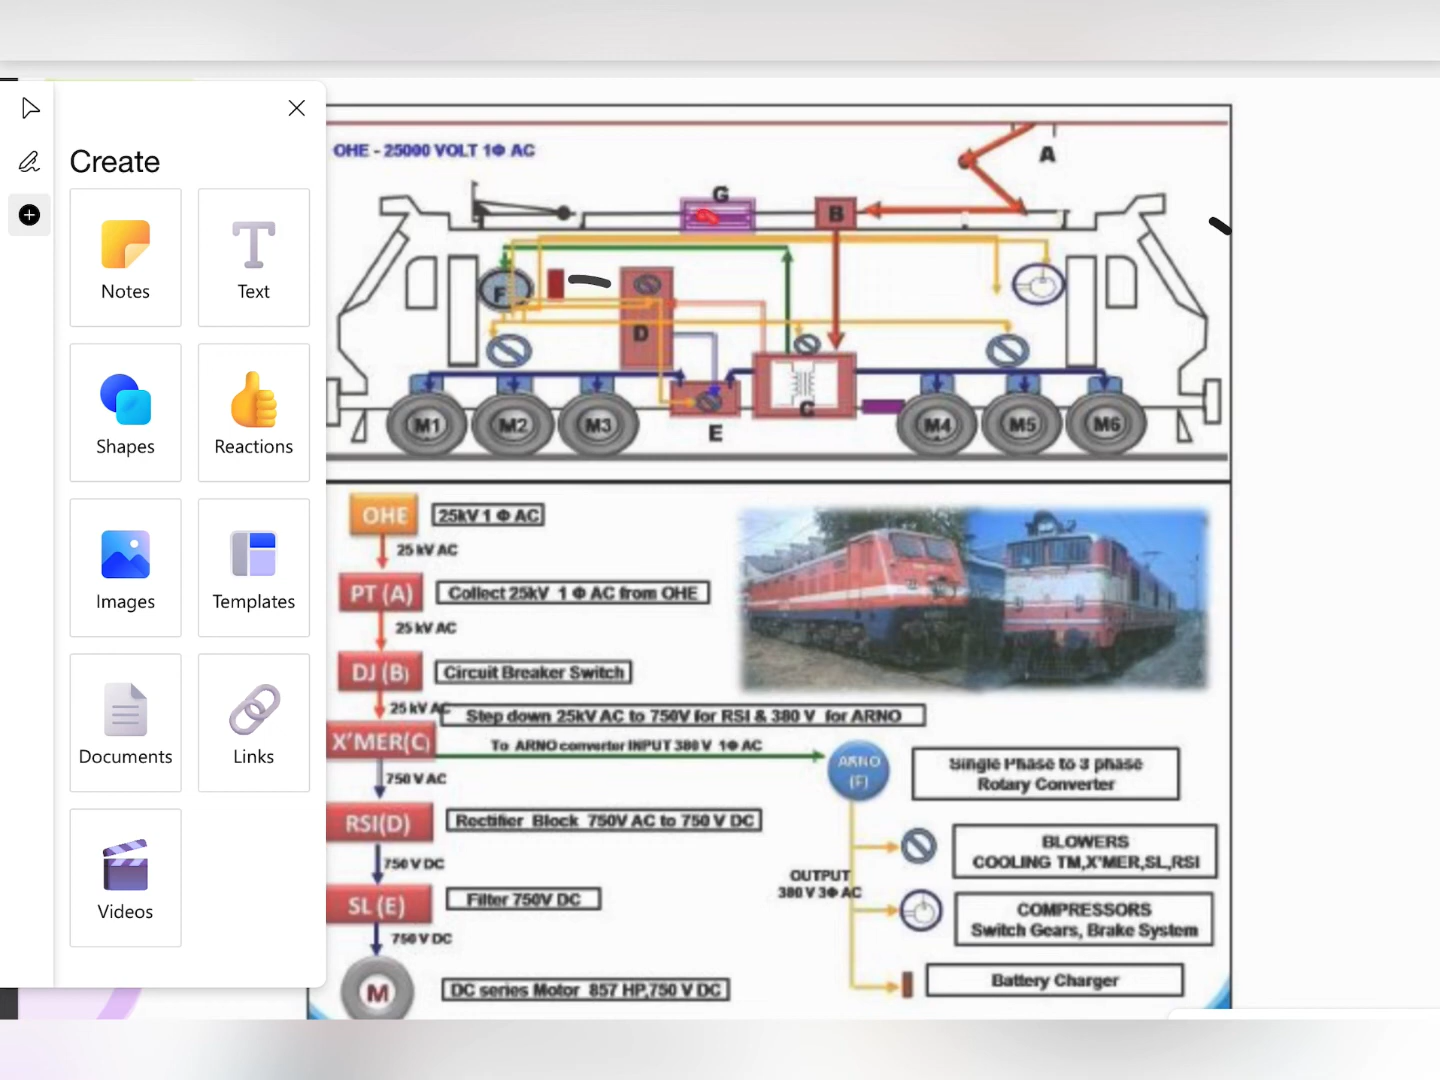 Create
Notes
Text
Shapes
Reactions
Images
Templates
Documents
Links
Videos
OHE - 25000 VOLT 1Φ AC
A
G
B
F
D
C
E
M1
M2
M3
M4
M5
M6
OHE
25kV 1 Φ AC
25 kV AC
PT (A)
Collect 25kV 1 Φ AC from OHE
25 kV AC
DJ (B)
Circuit Breaker Switch
25 kV AC
Step down 25kV AC to 750V for RSI & 380 V for ARNO
X'MER(C)
To ARNO converter INPUT 380 V 1Φ AC
ARNO
(F)
Single Phase to 3 phase
Rotary Converter
750 V AC
RSI(D)
Rectifier Block 750V AC to 750 V DC
BLOWERS
COOLING TM,X'MER,SL,RSI
750 V DC
OUTPUT
380 V 3Φ AC
SL (E)
Filter 750V DC
COMPRESSORS
Switch Gears, Brake System
750 V DC
M
DC series Motor 857 HP,750 V DC
Battery Charger